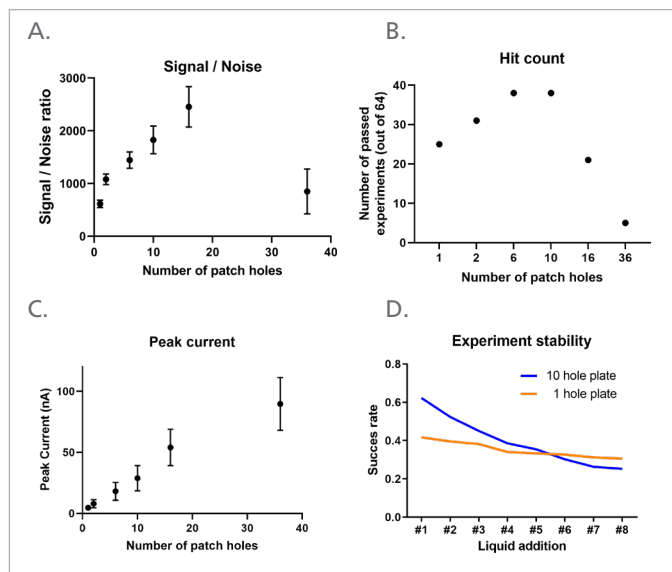 A.
Signal / Noise
Signal / Noise ratio
3000
2000
1000
0
0 10 20 30 40
Number of patch holes
B.
Hit count
Number of passed
experiments (out of 64)
40
30
20
10
0
1 2 6 10 16 36
Number of patch holes
C.
Peak current
Peak Current (nA)
100
50
0
0 10 20 30 40
Number of patch holes
D.
Experiment stability
10 hole plate
1 hole plate
Succes rate
0.8
0.6
0.4
0.2
0.0
#1 #2 #3 #4 #5 #6 #7 #8
Liquid addition